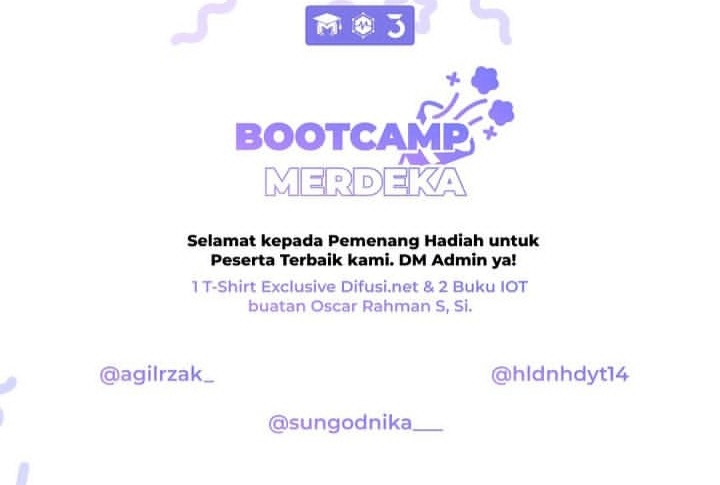 BOOTCAMP
MERDEKA
Selamat kepada Pemenang Hadiah untuk
Peserta Terbaik kami. DM Admin ya!
1 T-Shirt Exclusive Difusi.net & 2 Buku IOT
buatan Oscar Rahman S, Si.
@agilrzak_
@hldnhdyt14
@sungodnika___